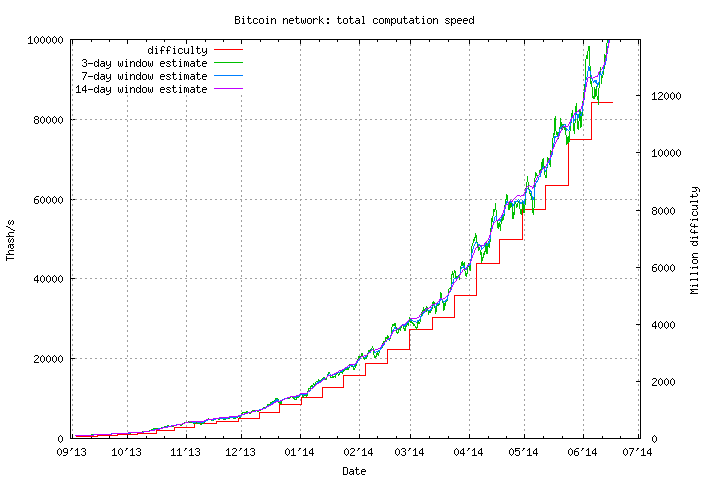 Bitcoin network: total computation speed
difficulty
3-day window estimate
7-day window estimate
14-day window estimate
100000
80000
60000
40000
20000
0
Thash/s
12000
10000
8000
6000
4000
2000
0
Million difficulty
09'13 10'13 11'13 12'13 01'14 02'14 03'14 04'14 05'14 06'14 07'14
Date